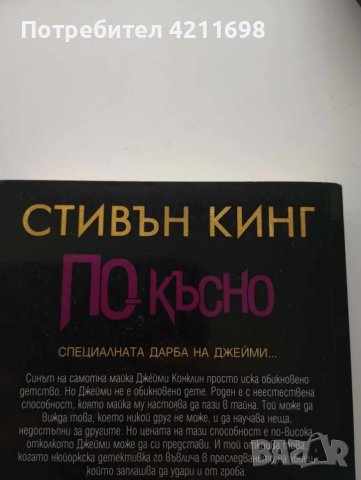 Потребител 4211698
СТИВЪН КИНГ
ПО-КЪСНО
СПЕЦИАЛНАТА ДАРБА НА ДЖЕЙМИ...
Синът на самотна майка Джейми Конклин просто иска обикновено
детство. Но Джейми не е обикновено дете. Роден е с неестествена
способност, която майка му настоява да пази в тайна. Той може да
вижда това, което никой друг не може, и да научава неща,
недостъпни за другите. Но цената на тази способност е по-висока,
отколкото Джейми може да си представи. И той открива това,
когато нюйоркска детективка го въвлича в преследването на убиец,
който заплашва да удари и от гроба.
BAZAR